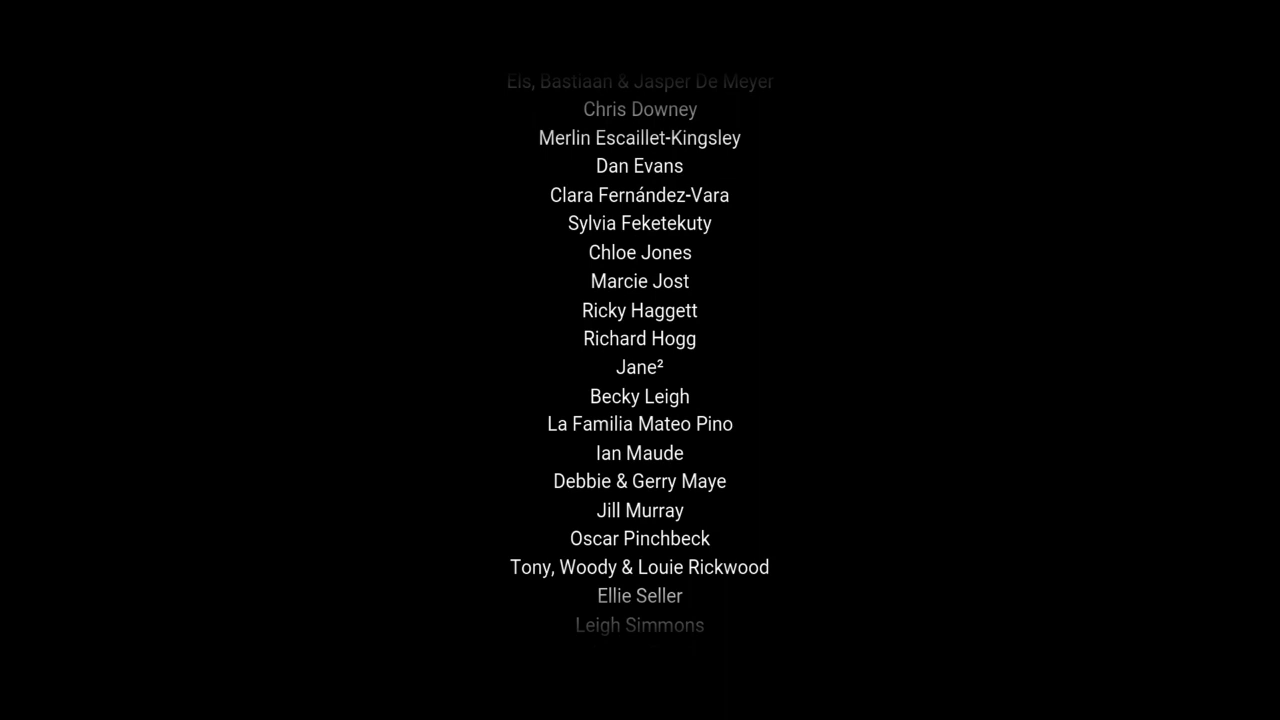 Els, Bastiaan & Jasper De Meyer
Chris Downey
Merlin Escaillet-Kingsley
Dan Evans
Clara Fernández-Vara
Sylvia Feketekuty
Chloe Jones
Marcie Jost
Ricky Haggett
Richard Hogg
Jane²
Becky Leigh
La Familia Mateo Pino
Ian Maude
Debbie & Gerry Maye
Jill Murray
Oscar Pinchbeck
Tony, Woody & Louie Rickwood
Ellie Seller
Leigh Simmons